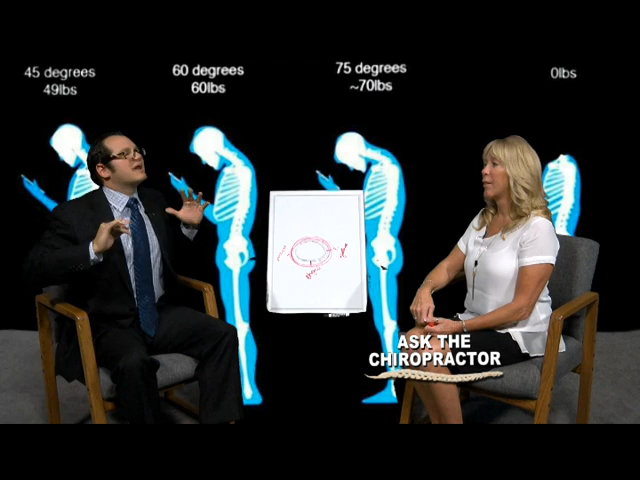 45 degrees
49lbs
60 degrees
60lbs
75 degrees
~70lbs
0lbs
ASK THE
CHIROPRACTOR